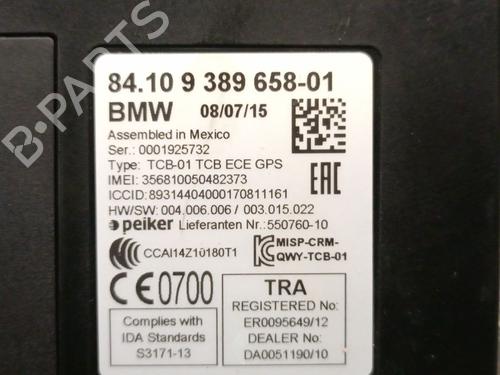 84.10 9 389 658-01
BMW 08/07/15
Assembled in Mexico
Ser.: 0001925732
Type: TCB-01 TCB ECE GPS
IMEI: 356810050482373
ICCID: 89314404000170811161
HW/SW: 004.006.006 / 003.015.022
peiker Lieferanten Nr.:550760-10
EAC
CCAI14Z10180T1
MISP-CRM-
QWY-TCB-01
CE0700
Complies with
IDA Standards
S3171-13
TRA
REGISTERED No:
ER0095649/12
DEALER No:
DA0051190/10
B-PARTS